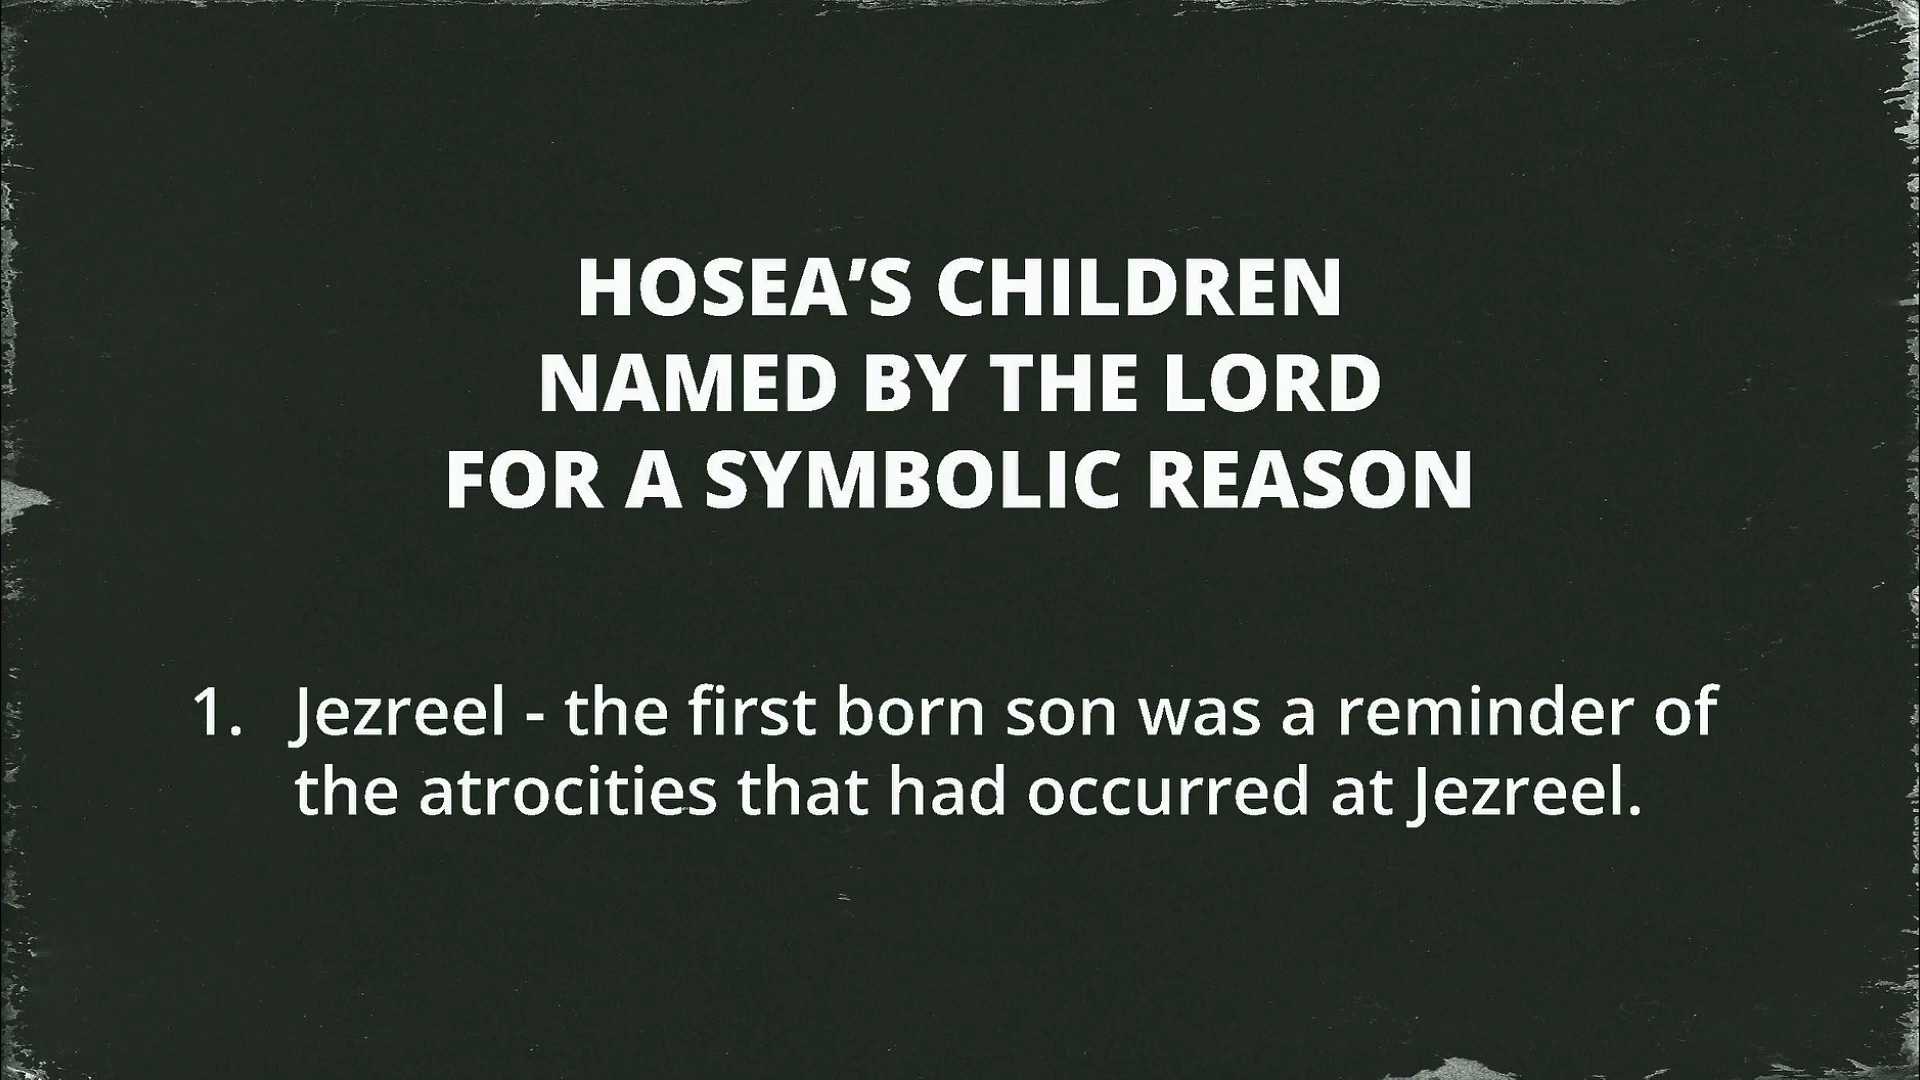 HOSEA’S CHILDREN
NAMED BY THE LORD
FOR A SYMBOLIC REASON
1. Jezreel - the first born son was a reminder of
the atrocities that had occurred at Jezreel.